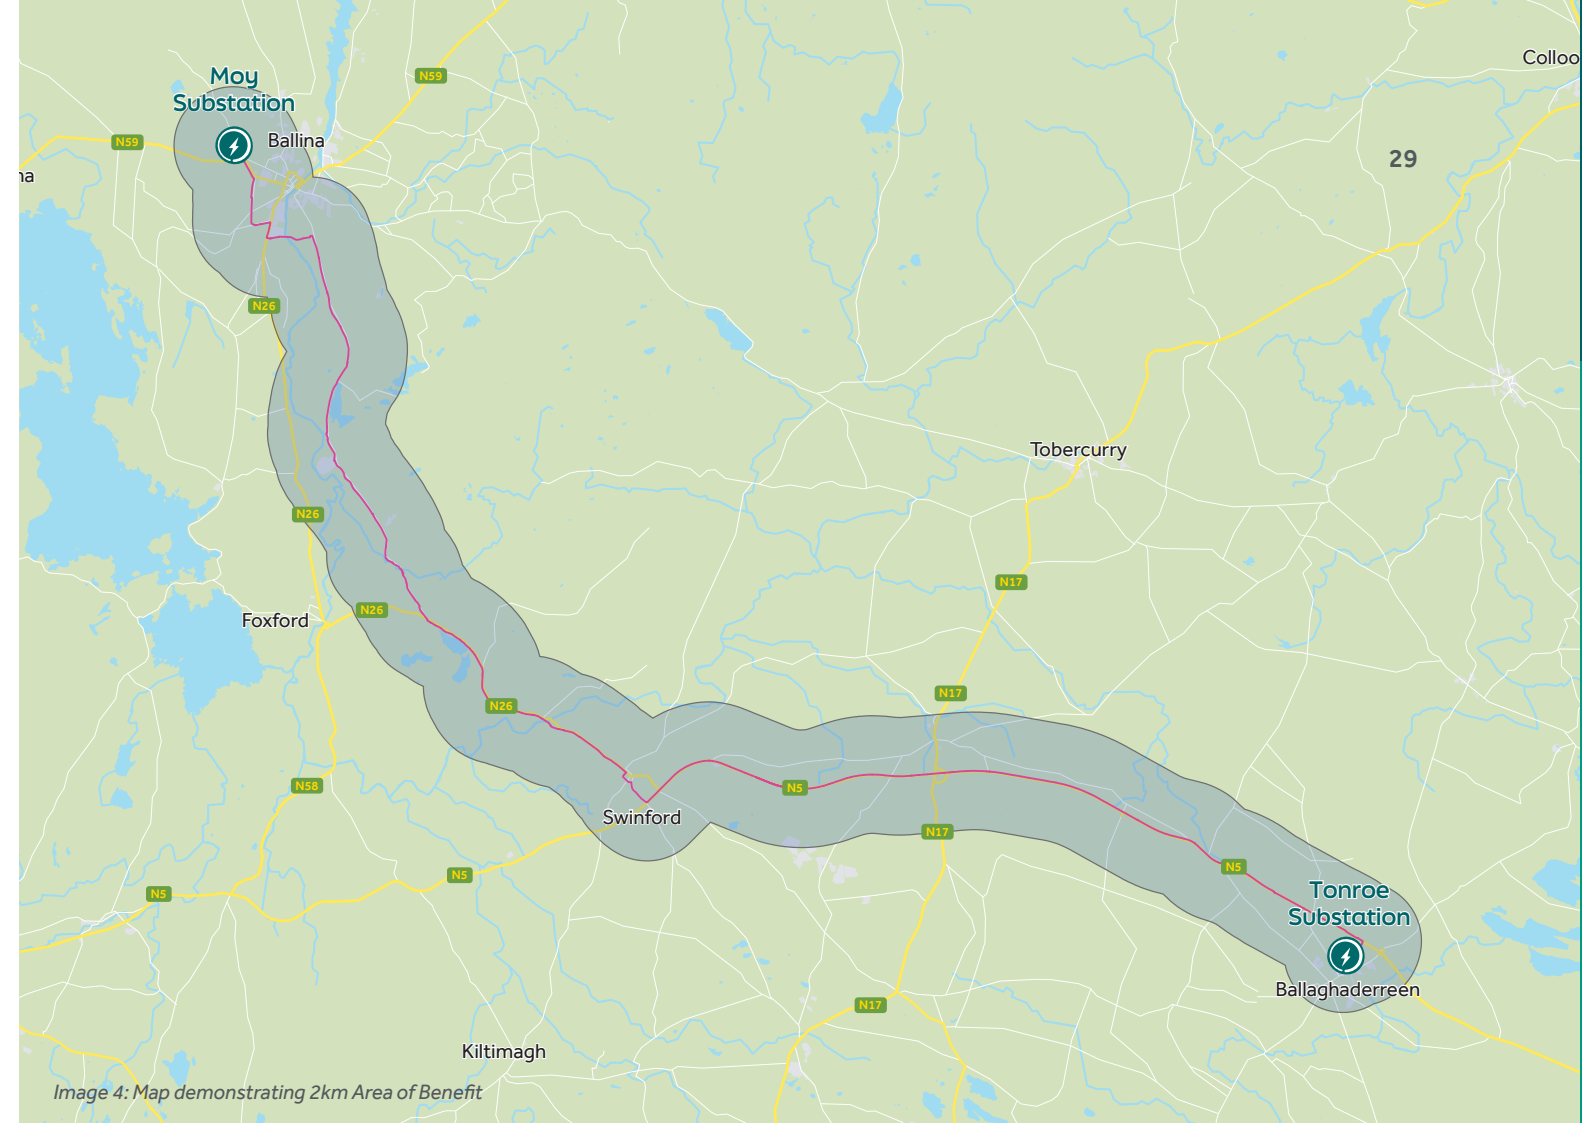 Colloo
Moy
Substation
N59
N59
Ballina
29
na
N26
Tobercurry
N26
N17
N26
Foxford
N17
N26
N58
N5
Swinford
N17
N5
N5
N5
Tonroe
Substation
Ballaghaderreen
N17
Kiltimagh
Image 4: Map demonstrating 2km Area of Benefit